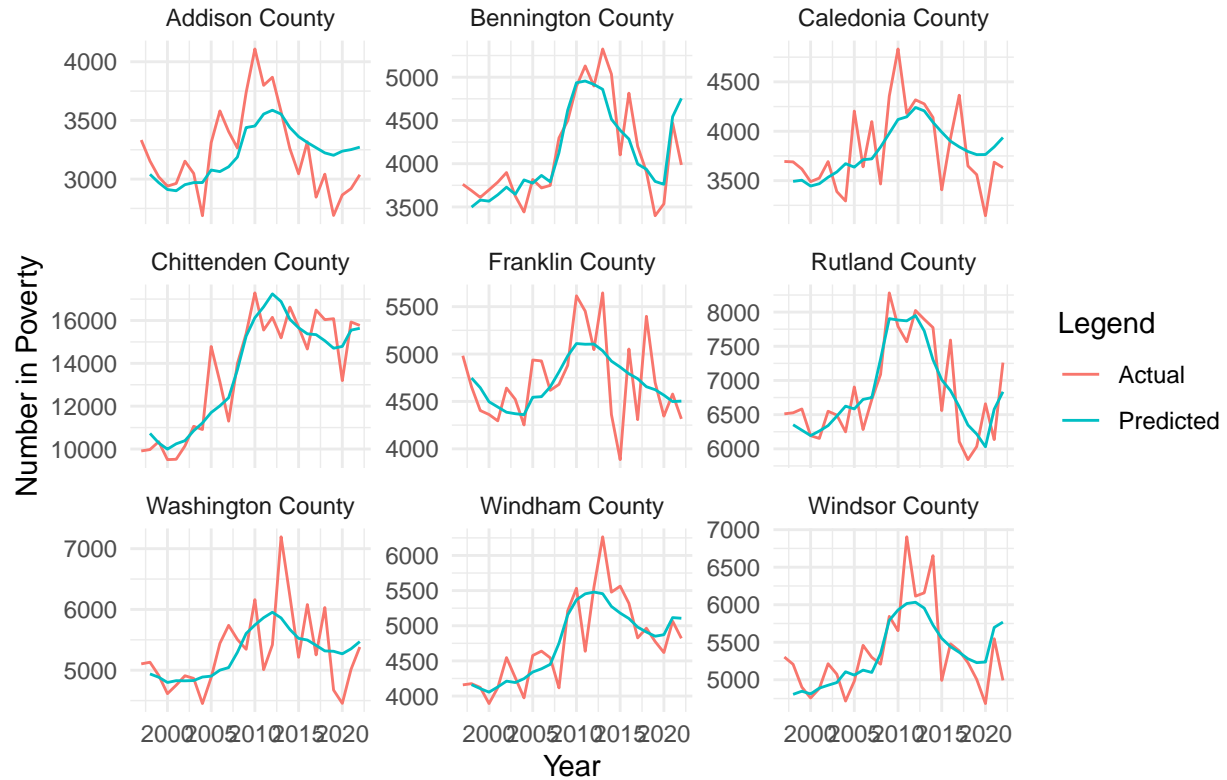 Addison County
Bennington County
Caledonia County
4000
3500
3000
5000
4500
4000
3500
4500
4000
3500
Chittenden County
Franklin County
Rutland County
16000
14000
12000
10000
5500
5000
4500
4000
8000
7500
7000
6500
6000
Washington County
Windham County
Windsor County
7000
6000
5000
6000
5500
5000
4500
4000
7000
6500
6000
5500
5000
2000 2005 2010 2015 2020
2000 2005 2010 2015 2020
2000 2005 2010 2015 2020
Year
Number in Poverty
Legend
Actual
Predicted